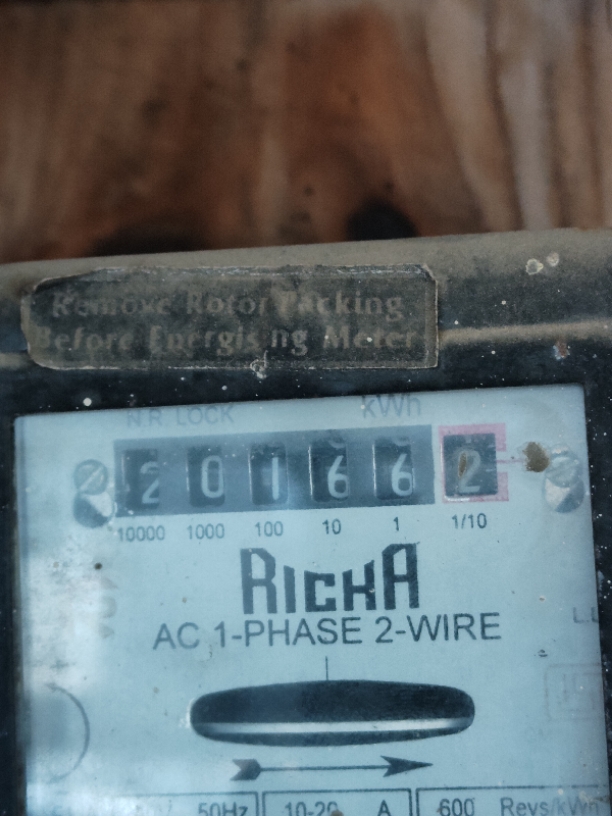 Remove Rotor Packing
Before Energising Meter
N.R. LOCK kWh
2 0 1 6 6 2
10000 1000 100 10 1 1/10
RICHA
AC 1-PHASE 2-WIRE
50Hz 10-20 A 600 Revs/kWh